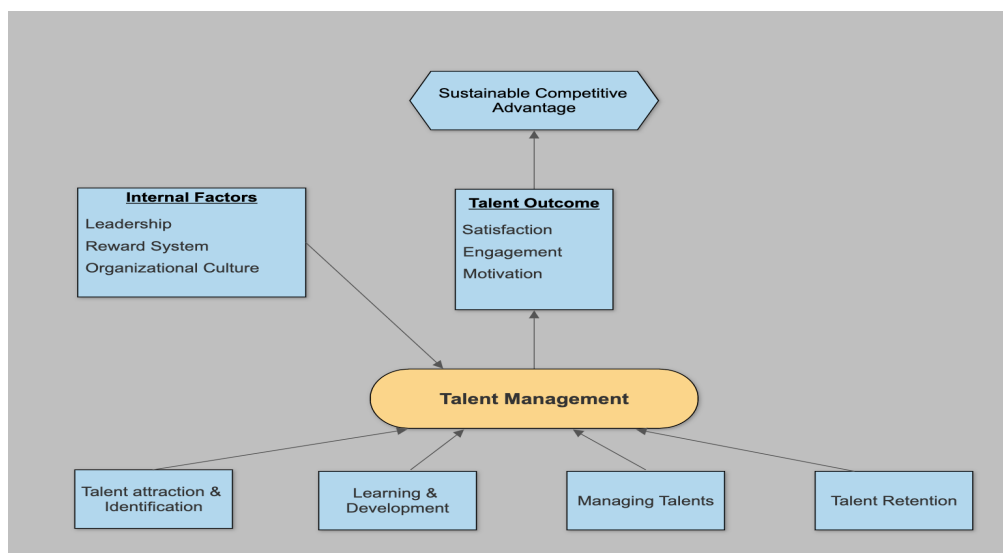 Sustainable Competitive
Advantage
Internal Factors
Leadership
Reward System
Organizational Culture
Talent Outcome
Satisfaction
Engagement
Motivation
Talent Management
Talent attraction &
Identification
Learning &
Development
Managing Talents
Talent Retention